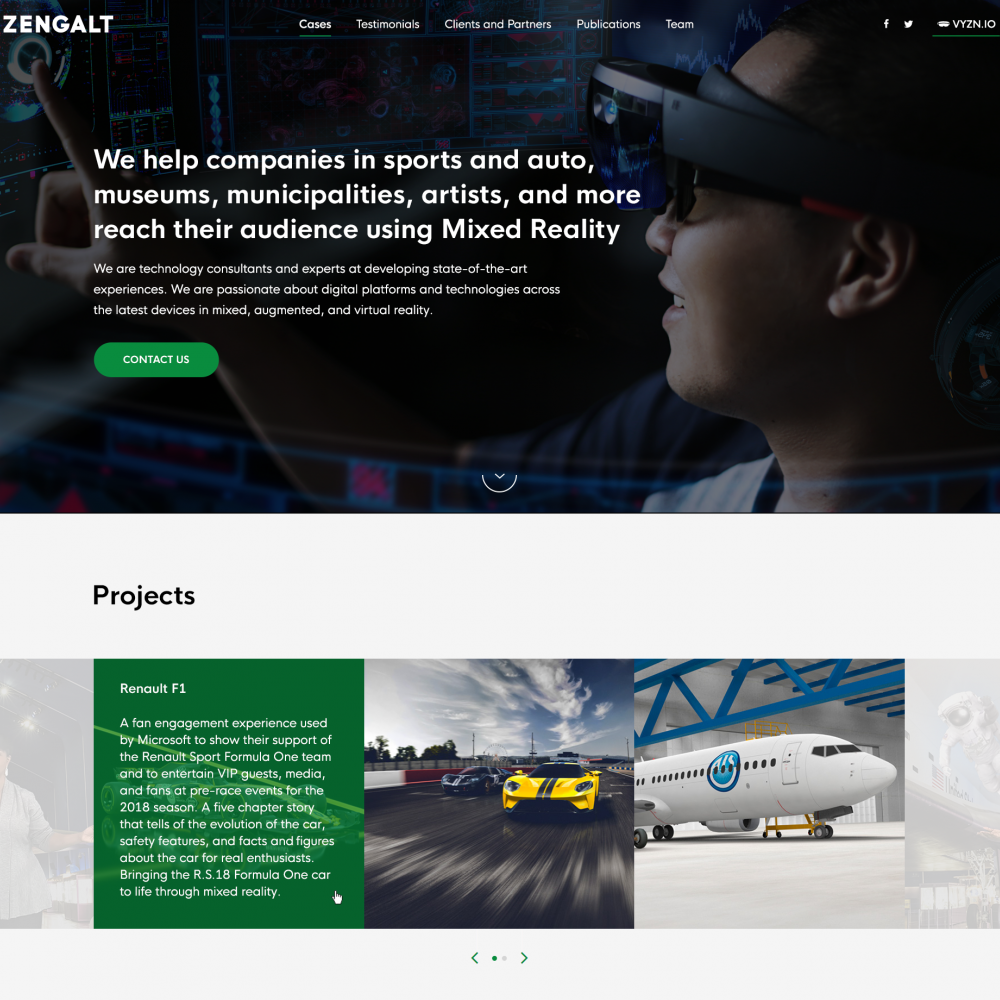 ZENGALT
Cases Testimonials Clients and Partners Publications Team
VYZN.IO
We help companies in sports and auto,
museums, municipalities, artists, and more
reach their audience using Mixed Reality
We are technology consultants and experts at developing state-of-the-art
experiences. We are passionate about digital platforms and technologies across
the latest devices in mixed, augmented, and virtual reality.
CONTACT US
Projects
Renault F1
A fan engagement experience used
by Microsoft to show their support of
the Renault Sport Formula One team
and to entertain VIP guests, media,
and fans at pre-race events for the
2018 season. A five chapter story
that tells of the evolution of the car,
safety features, and facts and figures
about the car for real enthusiasts.
Bringing the R.S.18 Formula One car
to life through mixed reality.